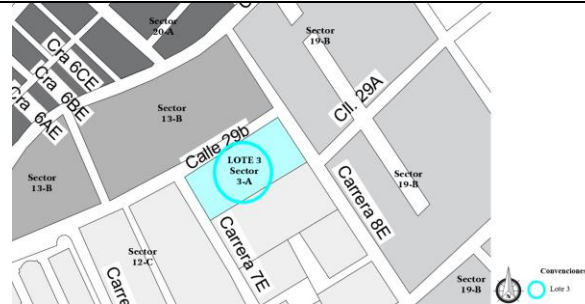 Sector
20-A
Sector
19-B
Cra 6CE
Cra 6BE
Cra 6AE
Sector
13-B
Cll. 29A
Calle 29b
LOTE 3
Sector
3-A
Sector
13-B
Sector
19-B
Carrera 8E
Carrera 7E
Sector
12-C
Carre
Sector
19-B
Convenciones
Lote 3